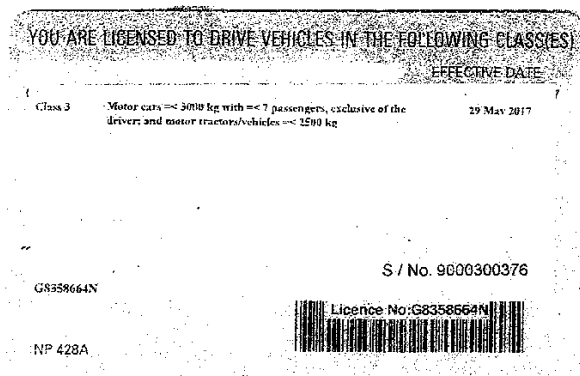 YOU ARE LICENSED TO DRIVE VEHICLES IN THE FOLLOWING CLASS(ES)
EFFECTIVE DATE
Class 3 Motor cars =< 3000 kg with =< 7 passengers, exclusive of the 29 May 2017
driver; and motor tractors/vehicles =< 2500 kg
S / No. 9000300376
G8358664N
Licence No:G8358664N
NP 428A